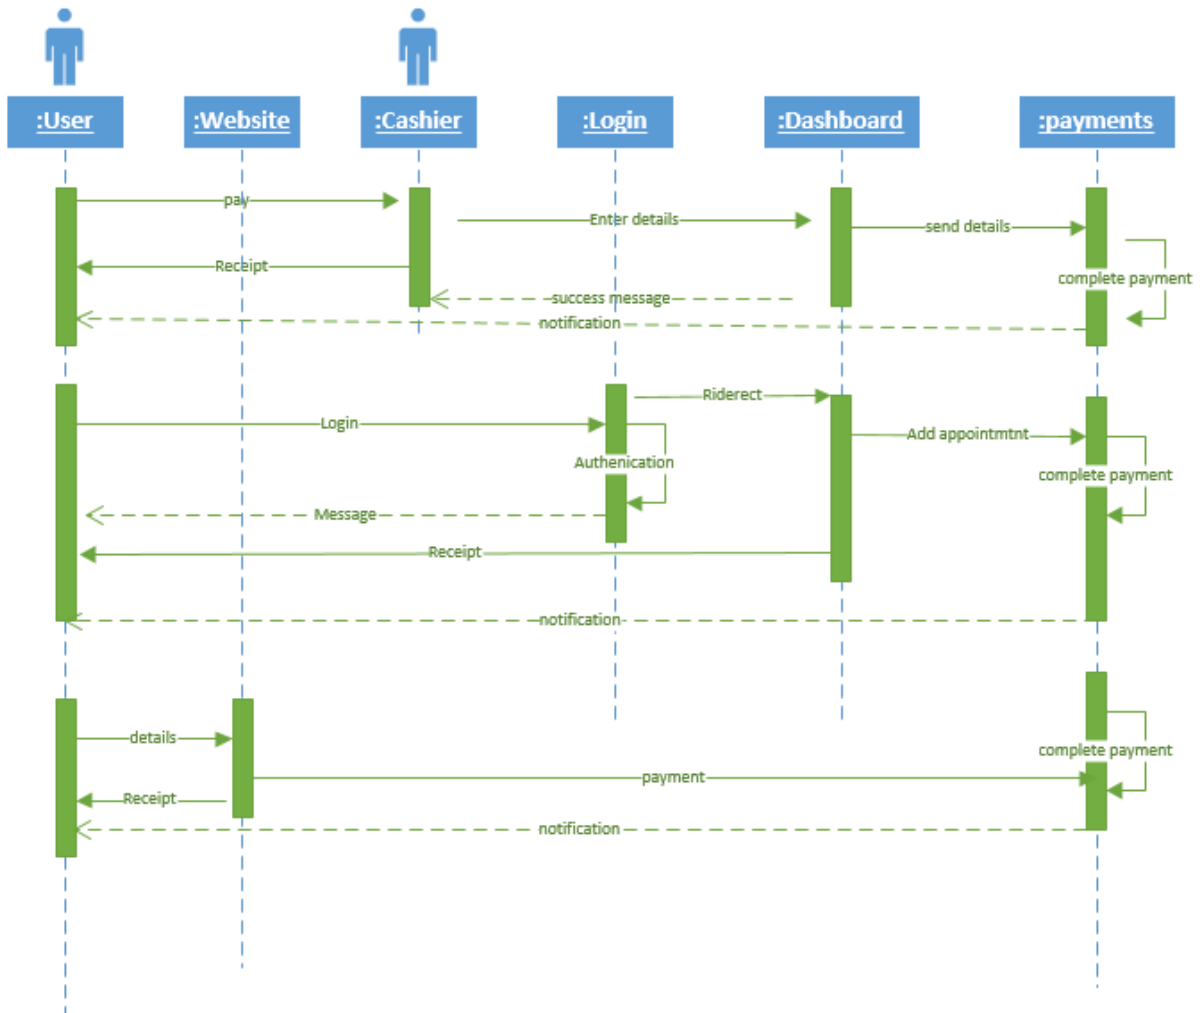 :User
:Website
:Cashier
:Login
:Dashboard
:payments
pay
Enter details
send details
Receipt
complete payment
success message
notification
Riderect
Login
Add appointmtnt
Authenication
complete payment
Message
Receipt
notification
details
complete payment
payment
Receipt
notification